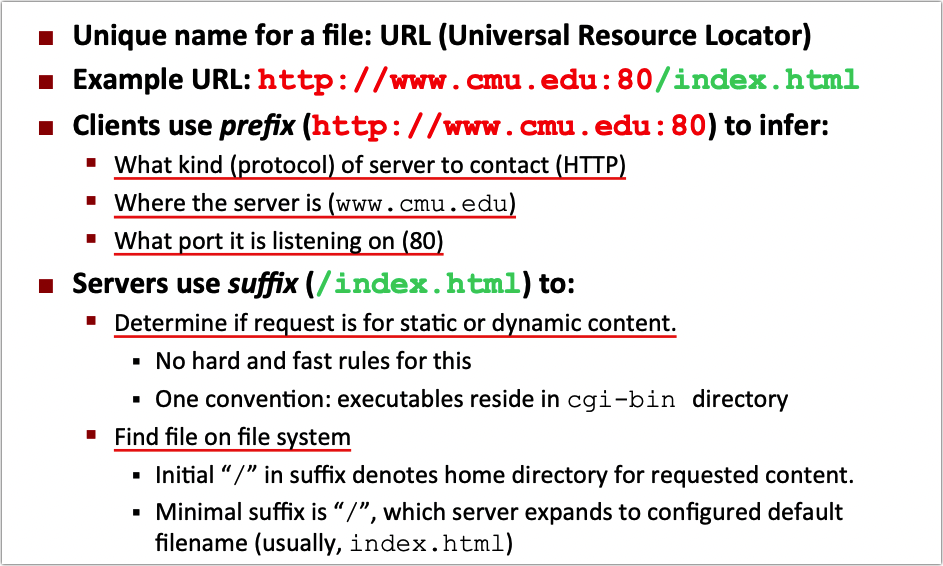 Unique name for a file: URL (Universal Resource Locator)
Example URL: http://www.cmu.edu:80/index.html
Clients use prefix (http://www.cmu.edu:80) to infer:
What kind (protocol) of server to contact (HTTP)
Where the server is (www.cmu.edu)
What port it is listening on (80)
Servers use suffix (/index.html) to:
Determine if request is for static or dynamic content.
No hard and fast rules for this
One convention: executables reside in cgi-bin directory
Find file on file system
Initial “/” in suffix denotes home directory for requested content.
Minimal suffix is “/”, which server expands to configured default
filename (usually, index.html)